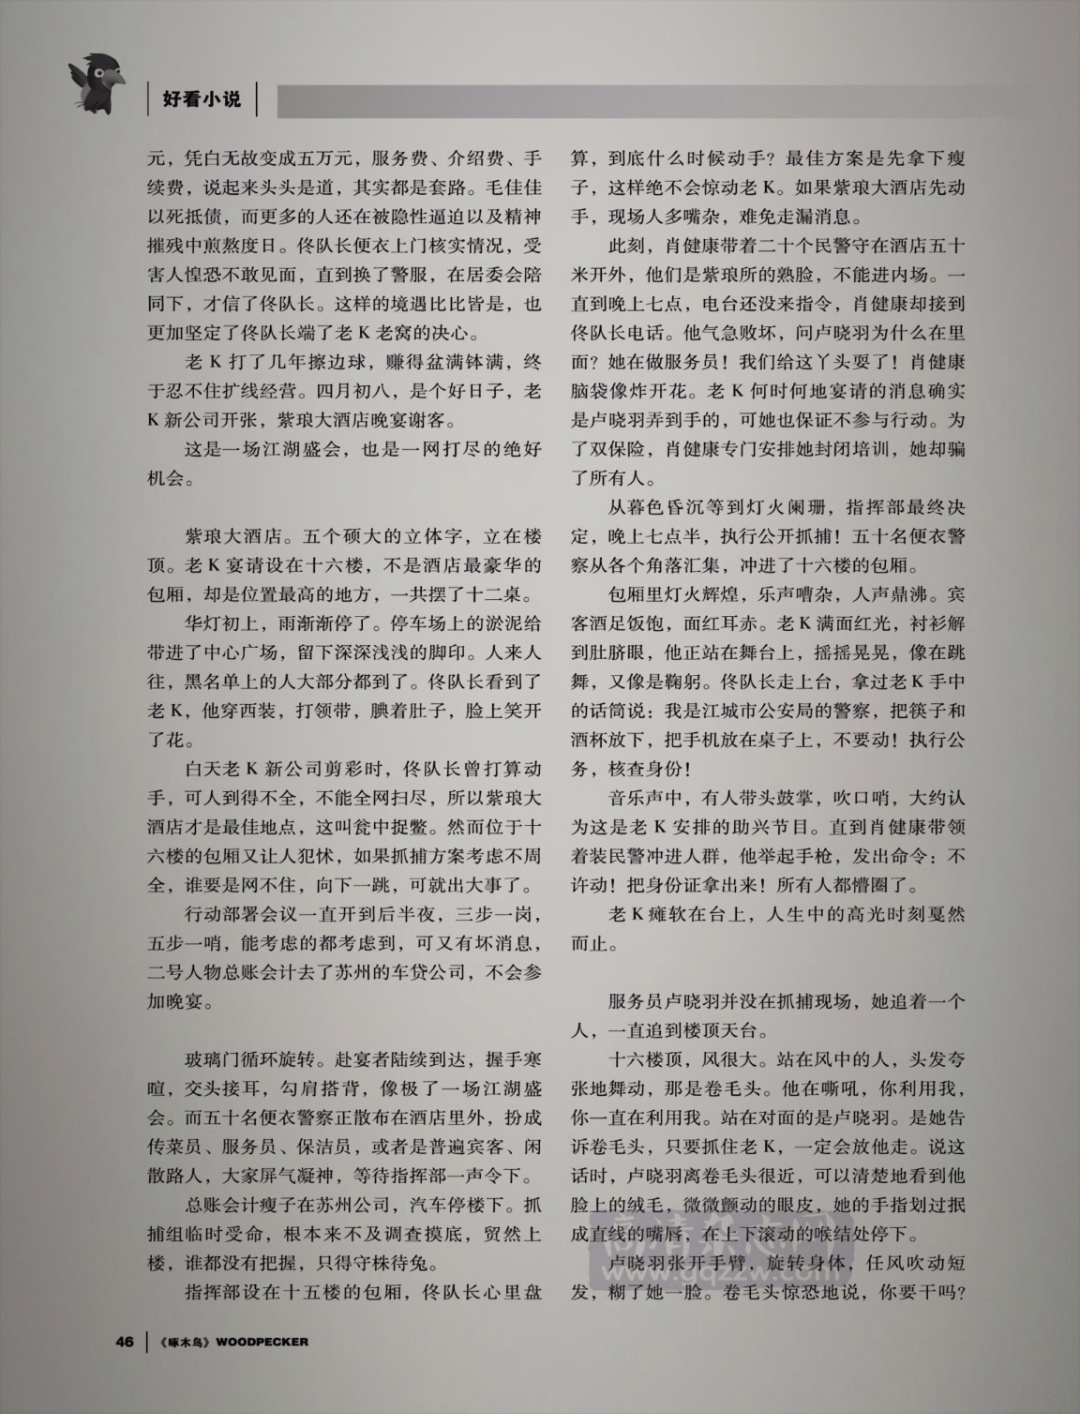 好看小说
元，凭白无故变成五万元，服务费、介绍费、手
续费，说起来头头是道，其实都是套路。毛佳佳
以死抵债，而更多的人还在被隐性逼迫以及精神
摧残中煎熬度日。佟队长便衣上门核实情况，受
害人惶恐不敢见面，直到换了警服，在居委会陪
同下，才信了佟队长。这样的境遇比比皆是，也
更加坚定了佟队长端了老 K 老窝的决心。
老 K 打了几年擦边球，赚得盆满钵满，终
于忍不住扩线经营。四月初八，是个好日子，老
K 新公司开张，紫琅大酒店晚宴谢客。
这是一场江湖盛会，也是一网打尽的绝好
机会。
紫琅大酒店。五个硕大的立体字，立在楼
顶。老 K 宴请设在十六楼，不是酒店最豪华的
包厢，却是位置最高的地方，一共摆了十二桌。
华灯初上，雨渐渐停了。停车场上的淤泥给
带进了中心广场，留下深深浅浅的脚印。人来人
往，黑名单上的人大部分都到了。佟队长看到了
老 K，他穿西装，打领带，腆着肚子，脸上笑开
了花。
白天老 K 新公司剪彩时，佟队长曾打算动
手，可人到得不全，不能全网扫尽，所以紫琅大
酒店才是最佳地点，这叫瓮中捉鳖。然而位于十
六楼的包厢又让人犯怵，如果抓捕方案考虑不周
全，谁要是网不住，向下一跳，可就出大事了。
行动部署会议一直开到后半夜，三步一岗，
五步一哨，能考虑的都考虑到，可又有坏消息，
二号人物总账会计去了苏州的车贷公司，不会参
加晚宴。
玻璃门循环旋转。赴宴者陆续到达，握手寒
暄，交头接耳，勾肩搭背，像极了一场江湖盛
会。而五十名便衣警察正散布在酒店里外，扮成
传菜员、服务员、保洁员，或者是普遍宾客、闲
散路人，大家屏气凝神，等待指挥部一声令下。
总账会计瘦子在苏州公司，汽车停楼下。抓
捕组临时受命，根本来不及调查摸底，贸然上
楼，谁都没有把握，只得守株待兔。
指挥部设在十五楼的包厢，佟队长心里盘
算，到底什么时候动手？最佳方案是先拿下瘦
子，这样绝不会惊动老 K。如果紫琅大酒店先动
手，现场人多嘴杂，难免走漏消息。
此刻，肖健康带着二十个民警守在酒店五十
米开外，他们是紫琅所的熟脸，不能进内场。一
直到晚上七点，电台还没来指令，肖健康却接到
佟队长电话。他气急败坏，问卢晓羽为什么在里
面？她在做服务员！我们给这丫头耍了！肖健康
脑袋像炸开花。老 K 何时何地宴请的消息确实
是卢晓羽弄到手的，可她也保证不参与行动。为
了双保险，肖健康专门安排她封闭培训，她却骗
了所有人。
从暮色昏沉等到灯火阑珊，指挥部最终决
定，晚上七点半，执行公开抓捕！五十名便衣警
察从各个角落汇集，冲进了十六楼的包厢。
包厢里灯火辉煌，乐声嘈杂，人声鼎沸。宾
客酒足饭饱，面红耳赤。老 K 满面红光，衬衫解
到肚脐眼，他正站在舞台上，摇摇晃晃，像在跳
舞，又像是鞠躬。佟队长走上台，拿过老 K 手中
的话筒说：我是江城市公安局的警察，把筷子和
酒杯放下，把手机放在桌子上，不要动！执行公
务，核查身份！
音乐声中，有人带头鼓掌，吹口哨，大约认
为这是老 K 安排的助兴节目。直到肖健康带领
着装民警冲进人群，他举起手枪，发出命令：不
许动！把身份证拿出来！所有人都懵圈了。
老 K 瘫软在台上，人生中的高光时刻戛然
而止。
服务员卢晓羽并没在抓捕现场，她追着一个
人，一直追到楼顶天台。
十六楼顶，风很大。站在风中的人，头发夸
张地舞动，那是卷毛头。他在嘶吼，你利用我，
你一直在利用我。站在对面的是卢晓羽。是她告
诉卷毛头，只要抓住老 K，一定会放他走。说这
话时，卢晓羽离卷毛头很近，可以清楚地看到他
脸上的绒毛，微微颤动的眼皮，她的手指划过抿
成直线的嘴唇，在上下滚动的喉结处停下。
卢晓羽张开手臂，旋转身体，任风吹动短
发，糊了她一脸。卷毛头惊恐地说，你要干吗？
高清杂志网
www.gqzzw.com
46 《啄木鸟》WOODPECKER